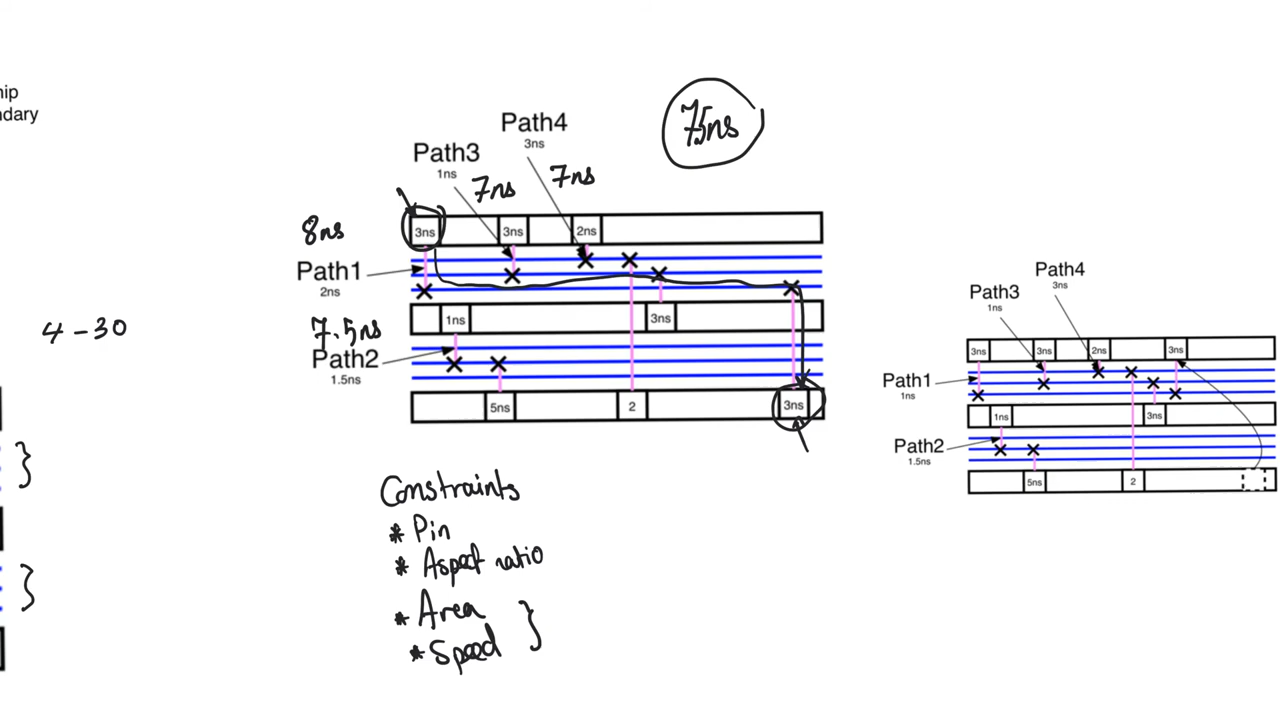 hip
ndary
Path4
3ns
Path3
1ns
7ns
7ns
7.5ns
8ns
3ns
3ns
2ns
Path1
2ns
7.5ns
1ns
3ns
Path2
1.5ns
5ns
2
3ns
4 - 30
Constraints
* Pin
* Aspect ratio
* Area
* Speed
Path4
3ns
Path3
1ns
3ns
3ns
2ns
3ns
Path1
1ns
1ns
3ns
Path2
1.5ns
5ns
2